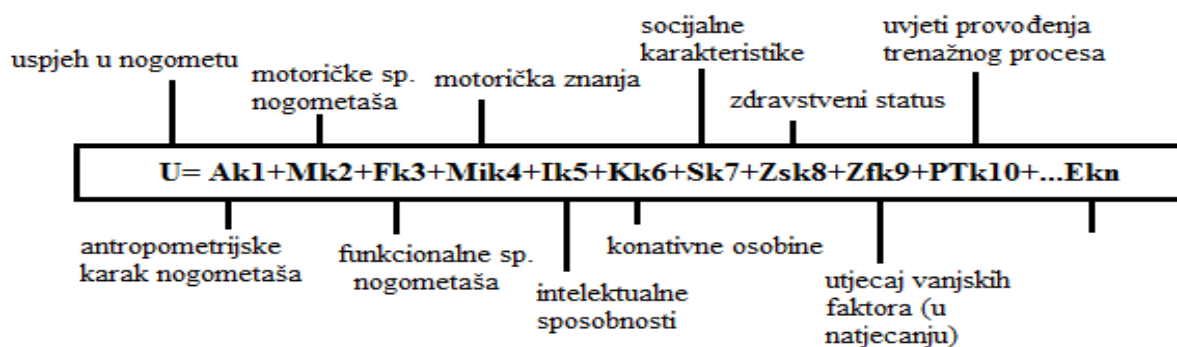 uspjeh u nogometu
motoričke sp.
nogometaša
motorička znanja
socijalne
karakteristike
zdravstveni status
uvjeti provođenja
trenažnog procesa
U= Ak1+Mk2+Fk3+Mik4+Ik5+Kk6+Sk7+Zsk8+Zfk9+PTk10+...Ekn
antropometrijske
karak nogometaša
funkcionalne sp.
nogometaša
intelektualne
sposobnosti
konativne osobine
utjecaj vanjskih
faktora (u
natjecanju)